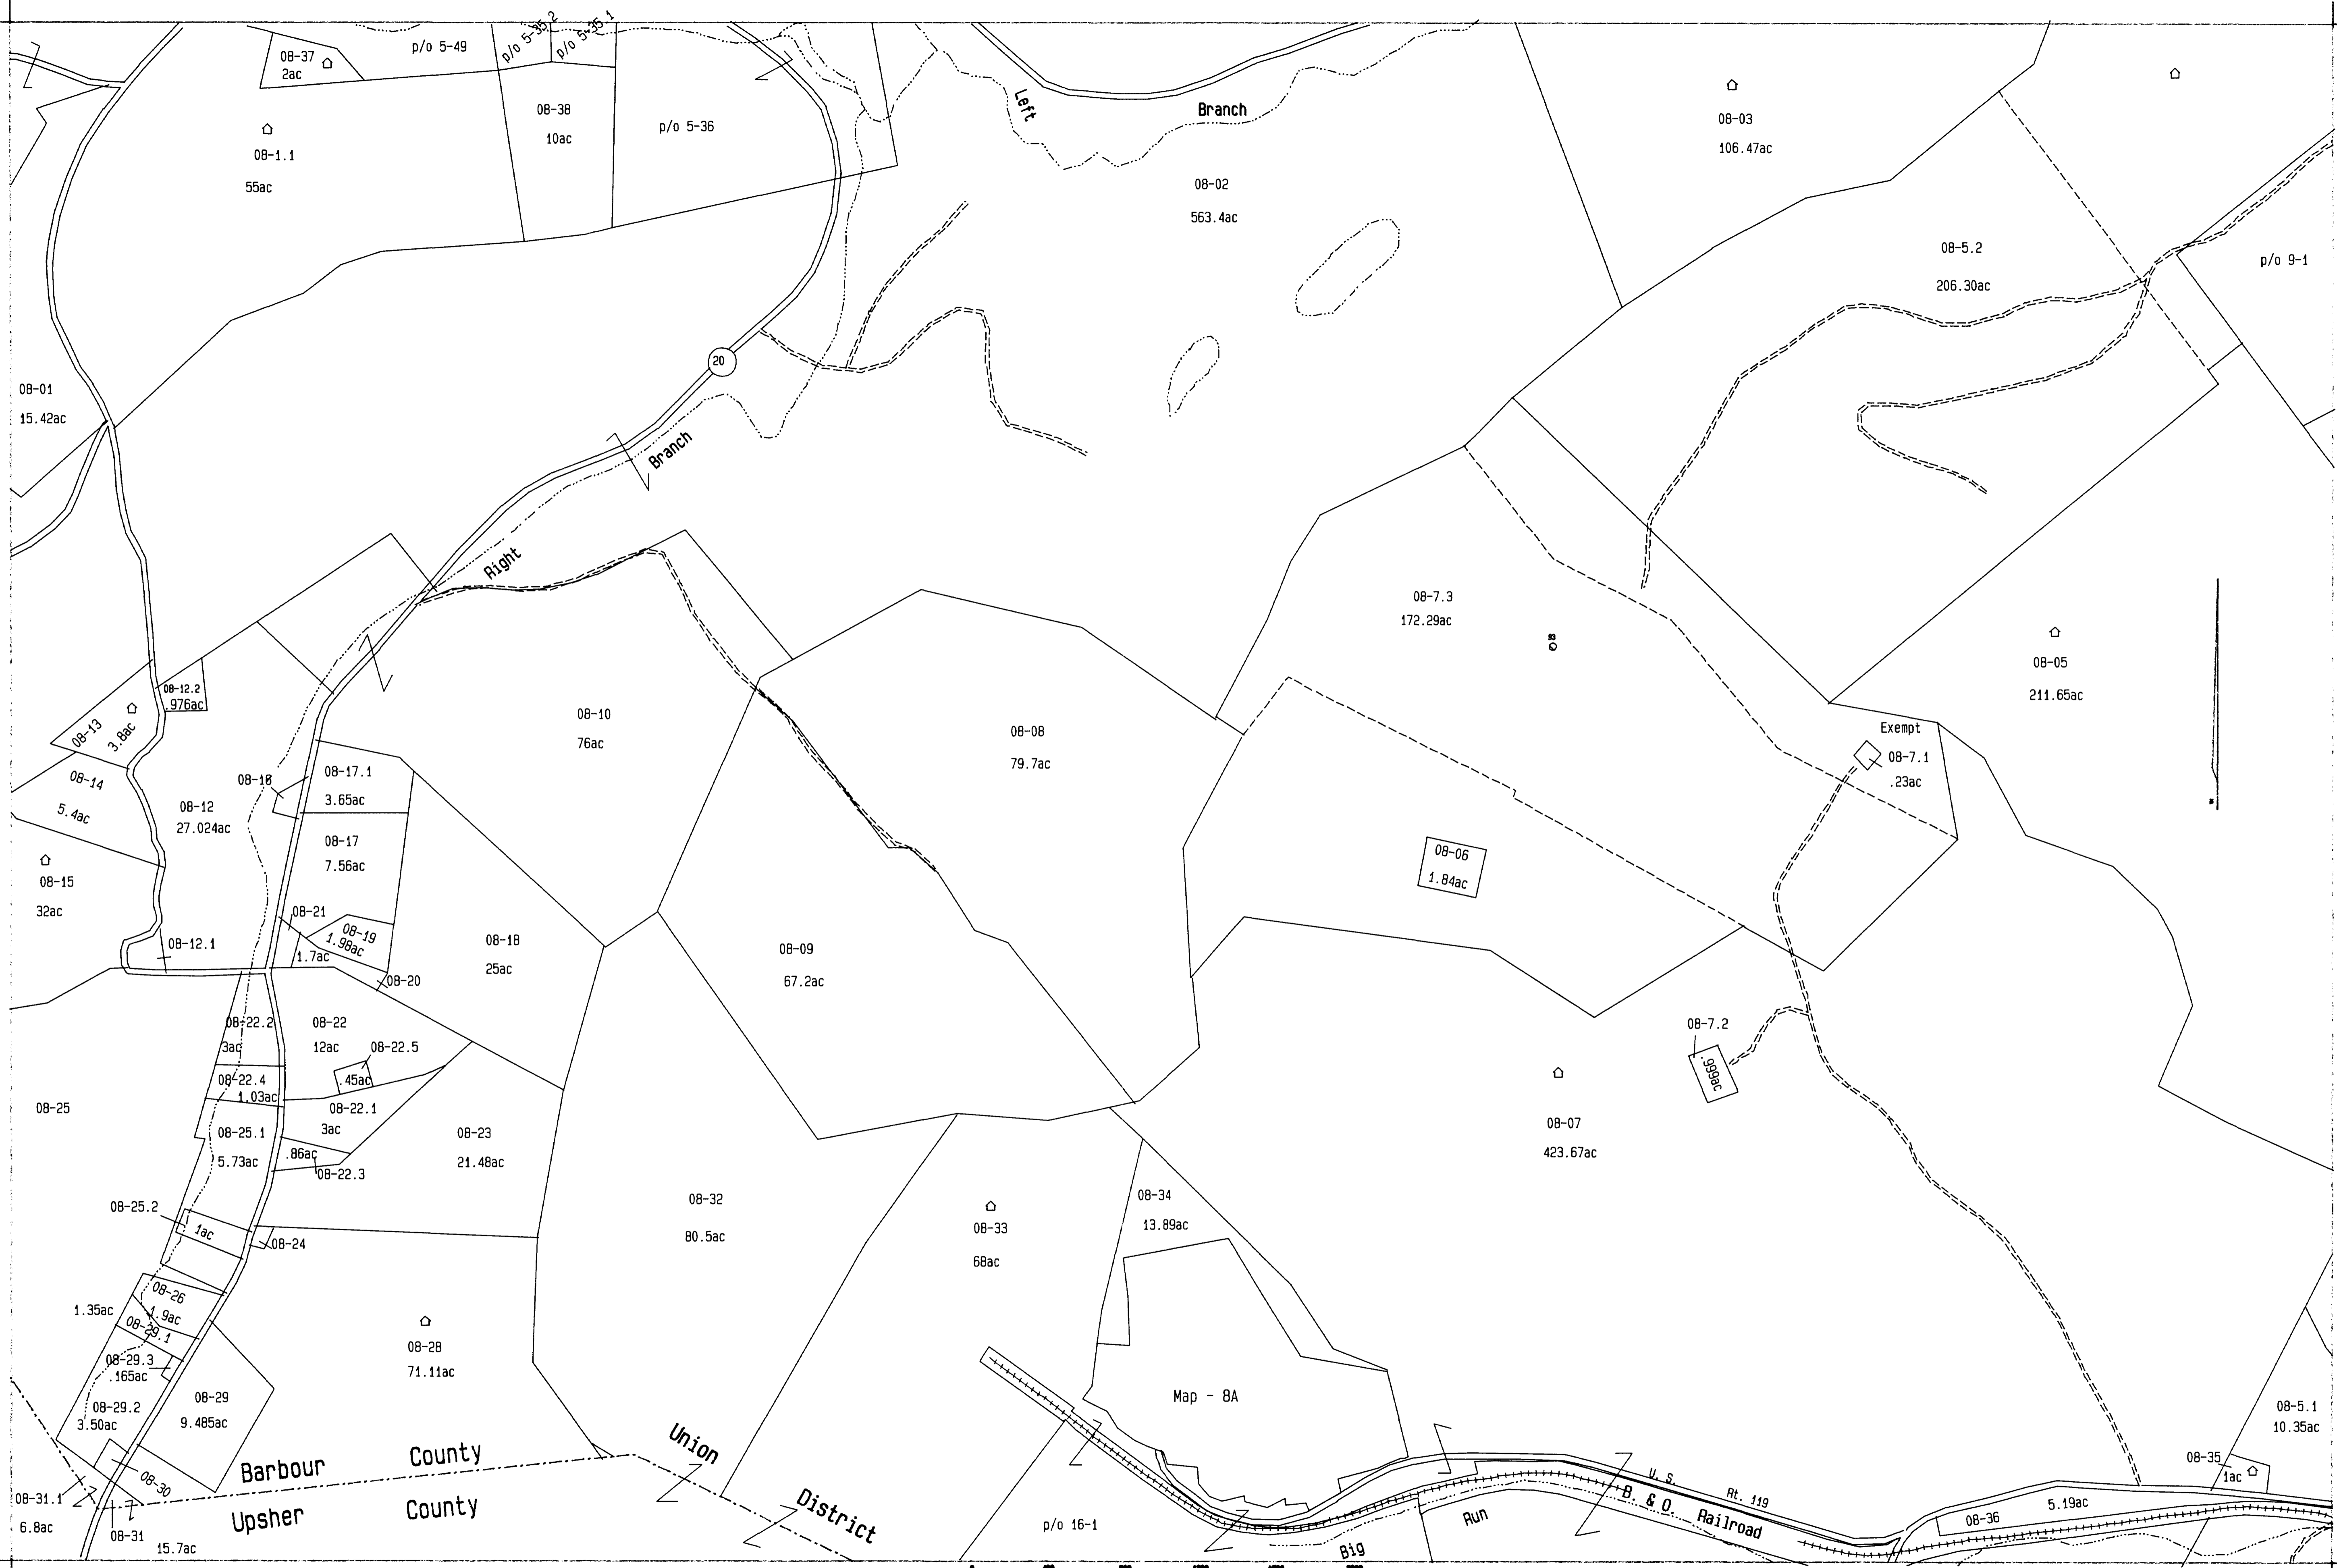 08-37
2ac
p/o 5-49
p/o 5-35.2
p/o 5-35.1
08-1.1
55ac
08-38
10ac
p/o 5-36
Left
Branch
08-02
563.4ac
08-03
106.47ac
08-5.2
206.30ac
p/o 9-1
20
08-01
15.42ac
Branch
Right
08-7.3
172.29ac
08-05
211.65ac
Exempt
08-7.1
.23ac
08-12.2
.976ac
08-13
3.8ac
08-14
5.4ac
08-12
27.024ac
08-16
08-17.1
3.65ac
08-17
7.56ac
08-10
76ac
08-08
79.7ac
08-06
1.84ac
08-15
32ac
08-12.1
08-21
08-19
1.98ac
1.7ac
08-20
08-18
25ac
08-09
67.2ac
08-22.2
3ac
08-22
12ac
08-22.5
.45ac
08-22.4
1.03ac
08-22.1
3ac
08-7.2
.999ac
08-25
08-25.1
5.73ac
.86ac
08-22.3
08-23
21.48ac
08-07
423.67ac
08-25.2
1ac
08-24
08-32
80.5ac
08-33
68ac
08-34
13.89ac
08-26
1.9ac
1.35ac
08-29.1
08-29.3
.165ac
08-28
71.11ac
08-29.2
3.50ac
08-29
9.485ac
Map - 8A
08-5.1
10.35ac
08-35
1ac
Barbour County
Union
District
Upsher County
08-30
08-31.1
6.8ac
08-31
15.7ac
p/o 16-1
Big
Run
U. S.
Rt. 119
B. & O. Railroad
08-36
5.19ac